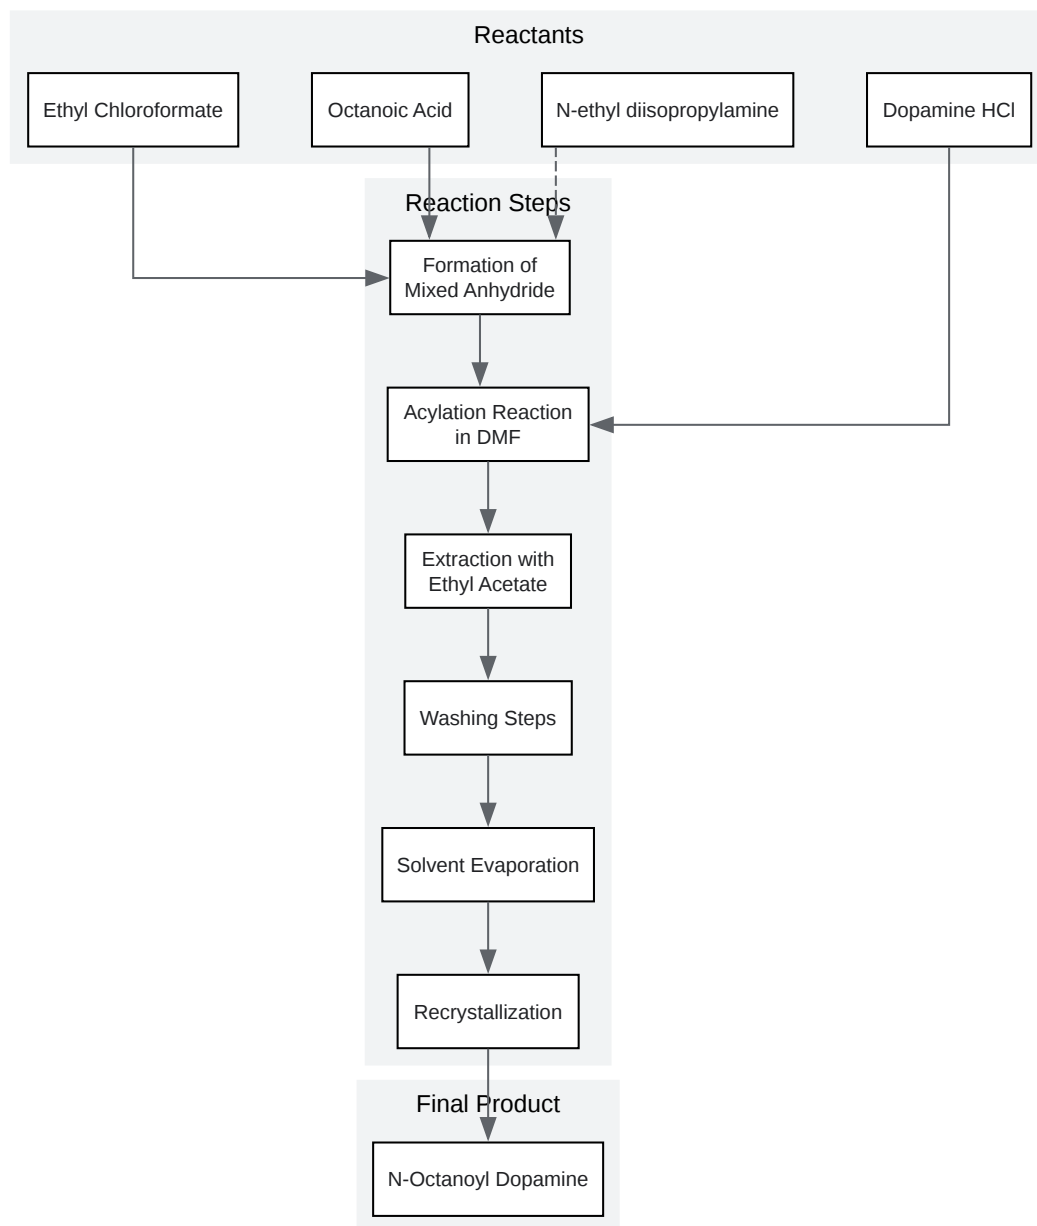 Reactants
Ethyl Chloroformate
Octanoic Acid
N-ethyl diisopropylamine
Dopamine HCl
Reaction Steps
Formation of
Mixed Anhydride
Acylation Reaction
in DMF
Extraction with
Ethyl Acetate
Washing Steps
Solvent Evaporation
Recrystallization
Final Product
N-Octanoyl Dopamine